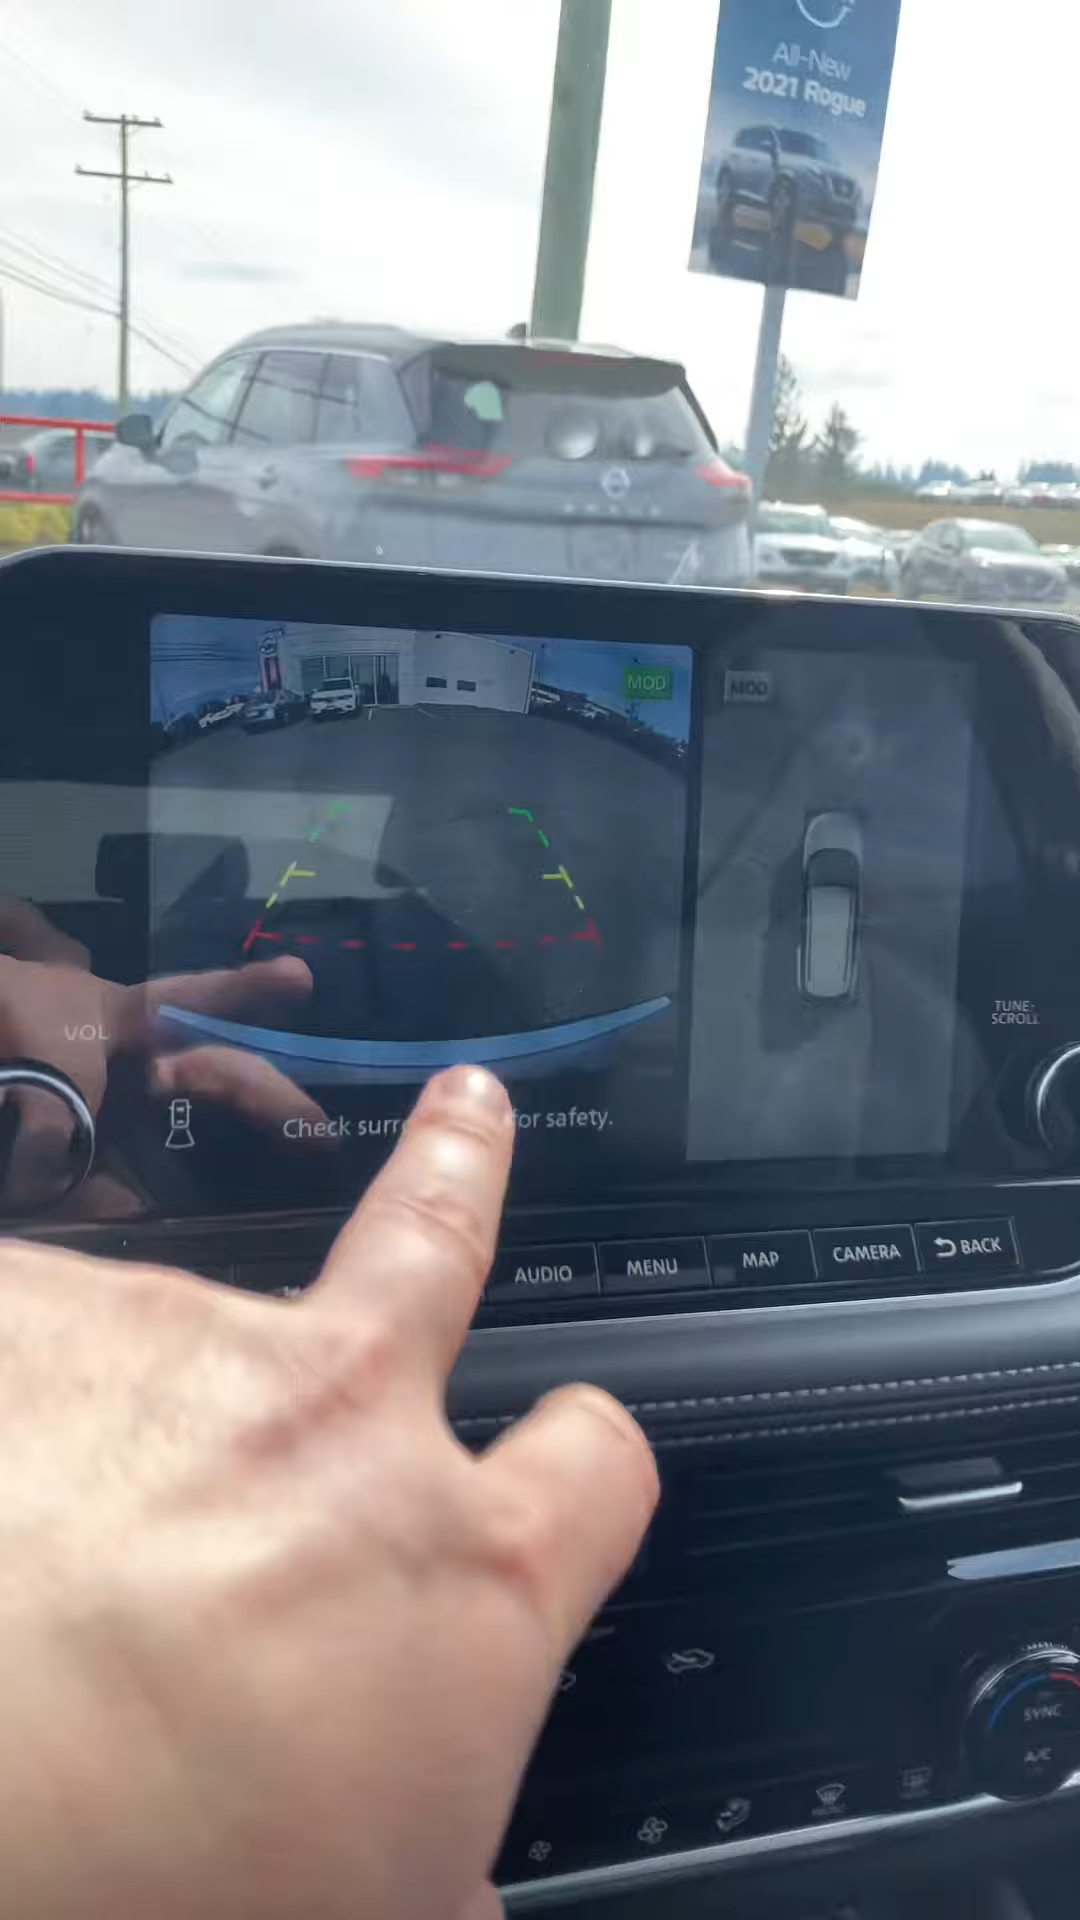 All-New
2021 Rogue
MOD
MOD
VOL
TUNE·
SCROLL
Check surr for safety.
AUDIO
MENU
MAP
CAMERA
BACK
SYNC
A/C